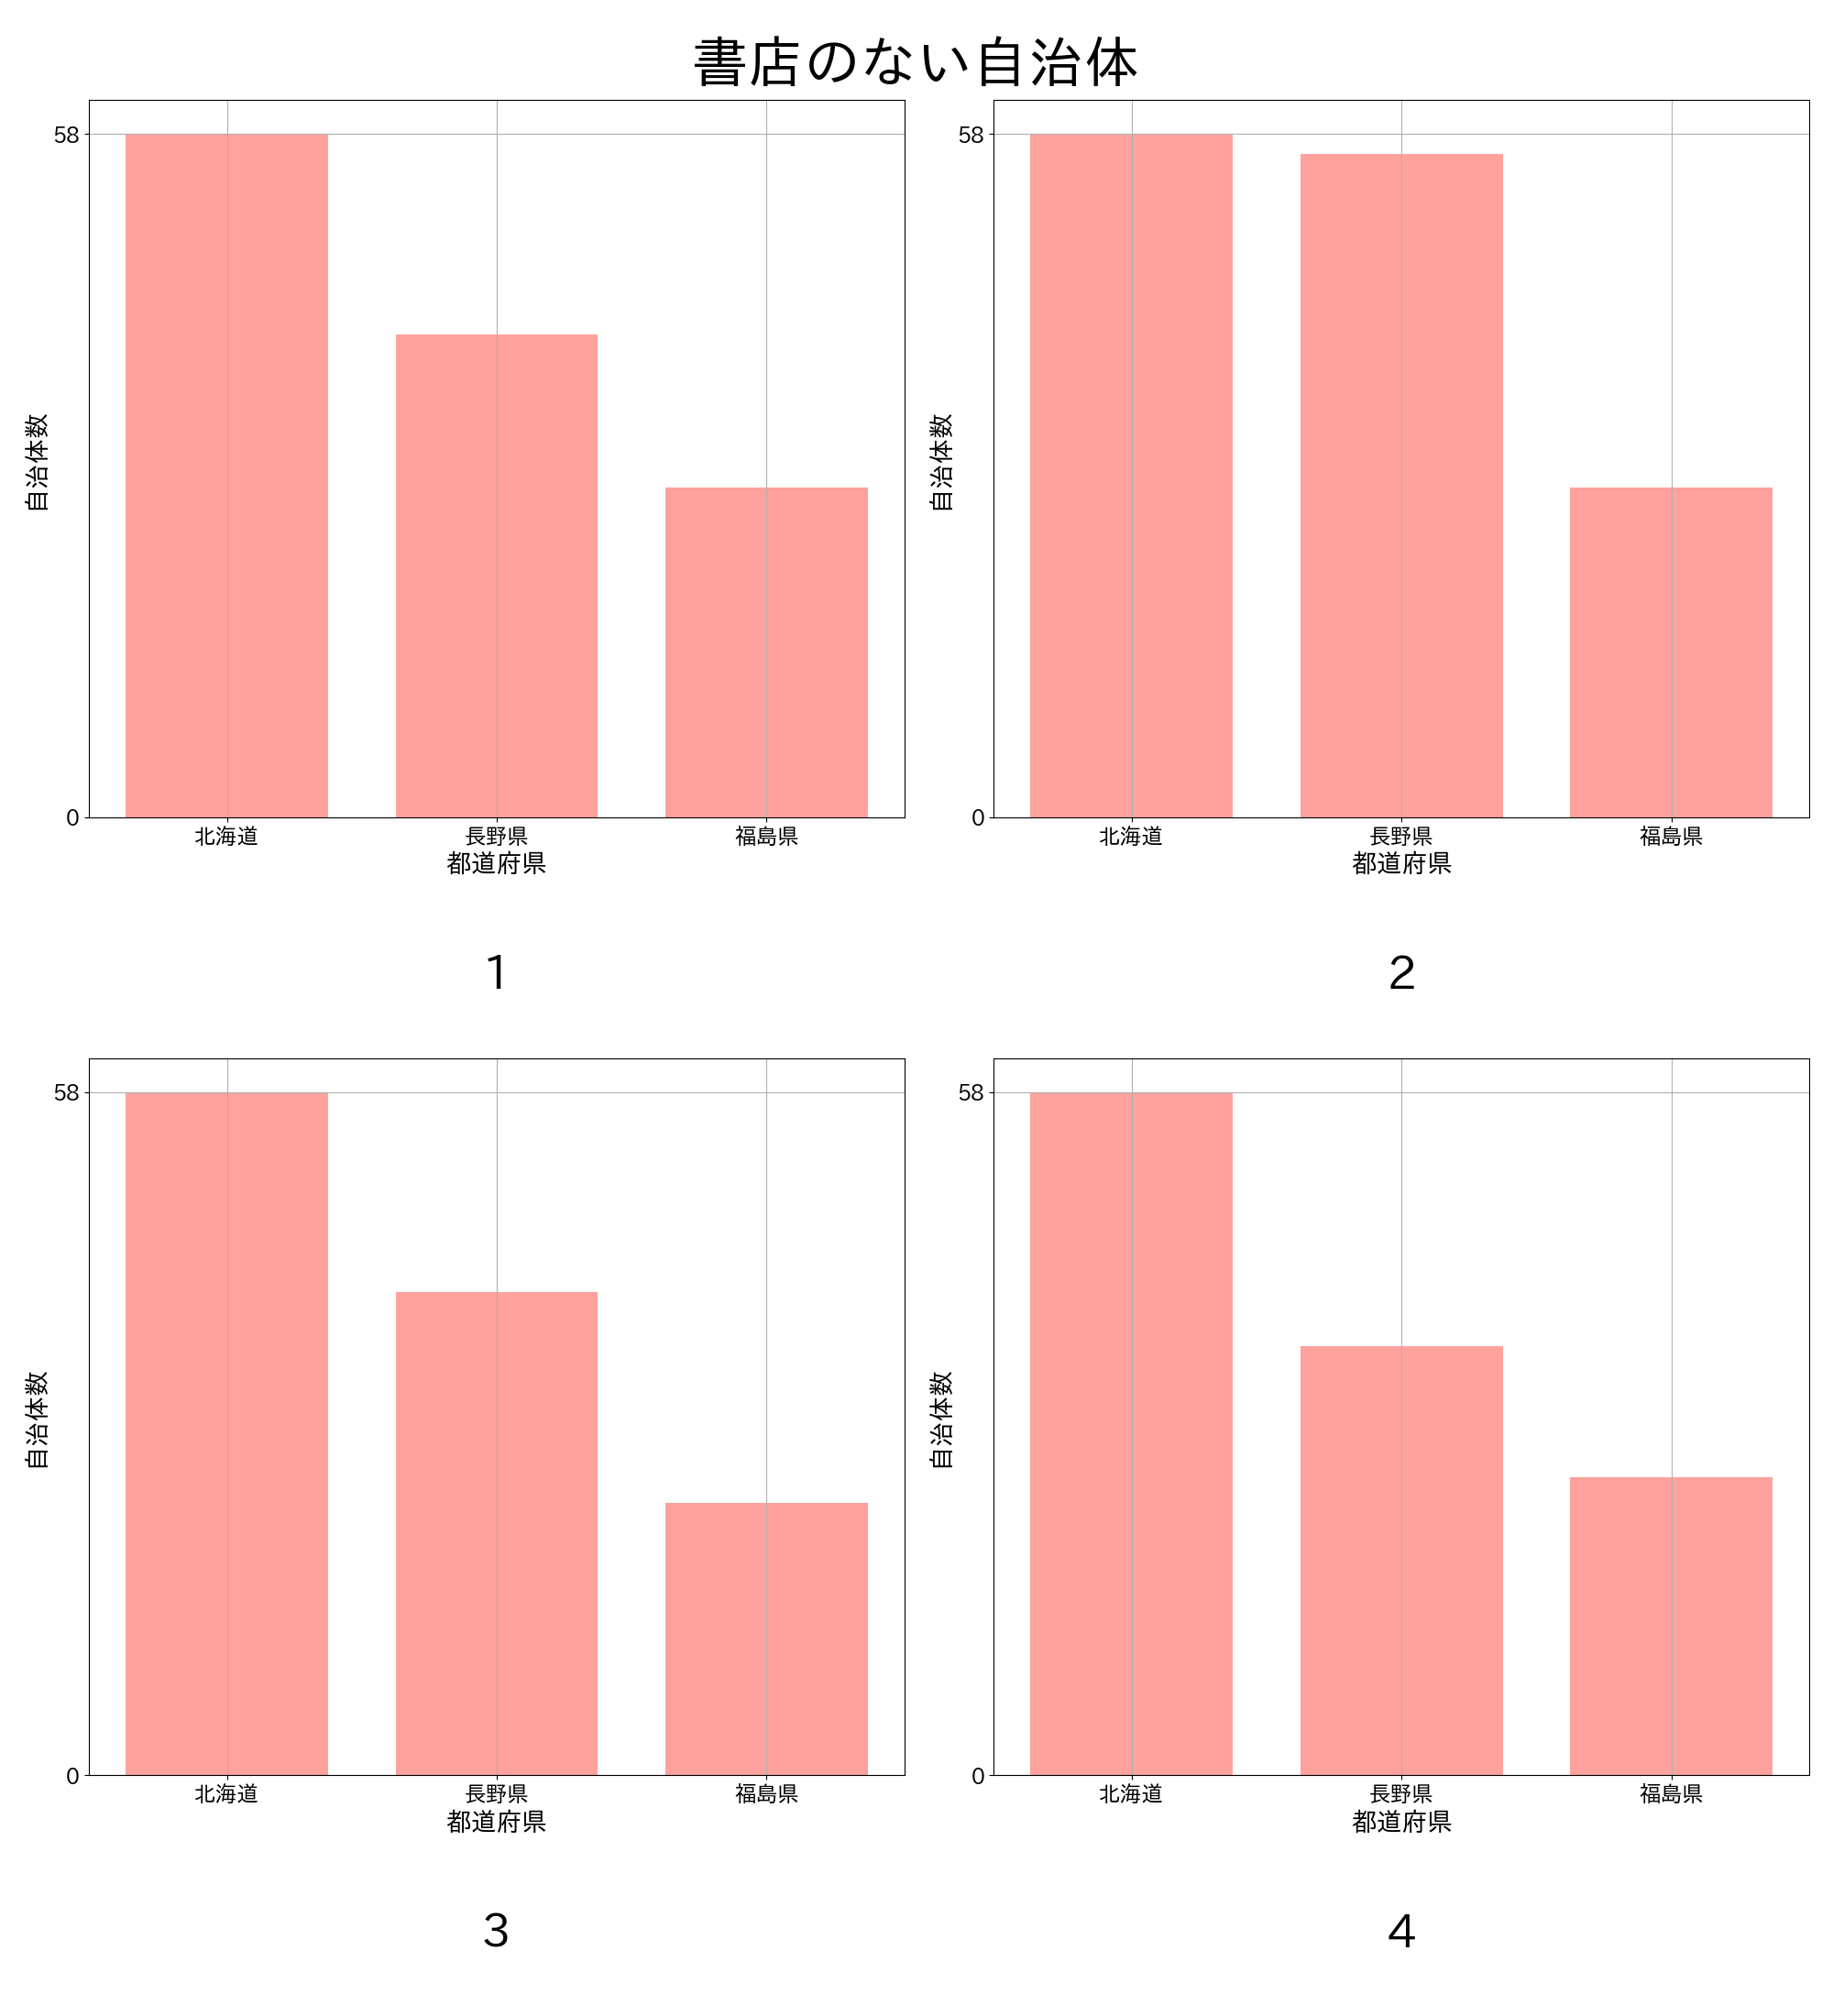 書店のない自治体
58
0
自治体数
北海道 長野県 福島県
都道府県
1
58
0
自治体数
北海道 長野県 福島県
都道府県
2
58
0
自治体数
北海道 長野県 福島県
都道府県
3
58
0
自治体数
北海道 長野県 福島県
都道府県
4